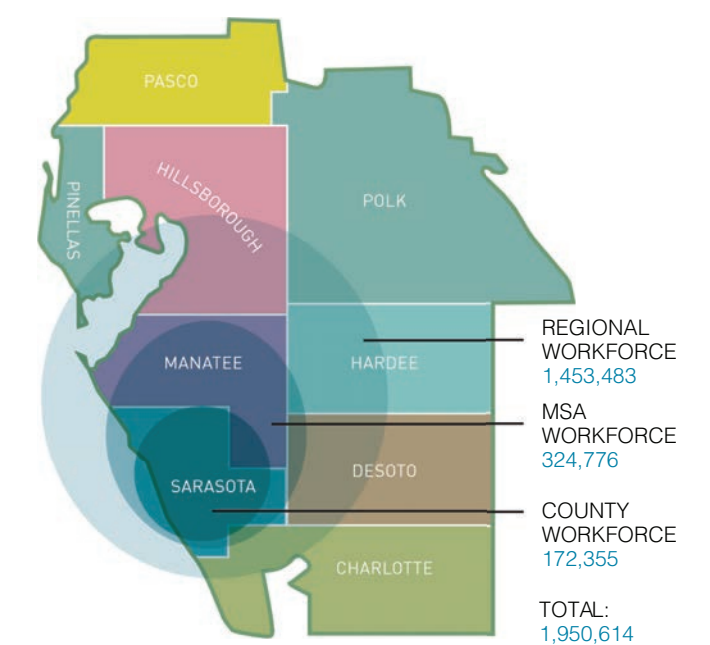 PASCO
HILLSBOROUGH
PINELLAS
POLK
MANATEE
HARDEE
SARASOTA
DESOTO
CHARLOTTE
REGIONAL
WORKFORCE
1,453,483
MSA
WORKFORCE
324,776
COUNTY
WORKFORCE
172,355
TOTAL:
1,950,614